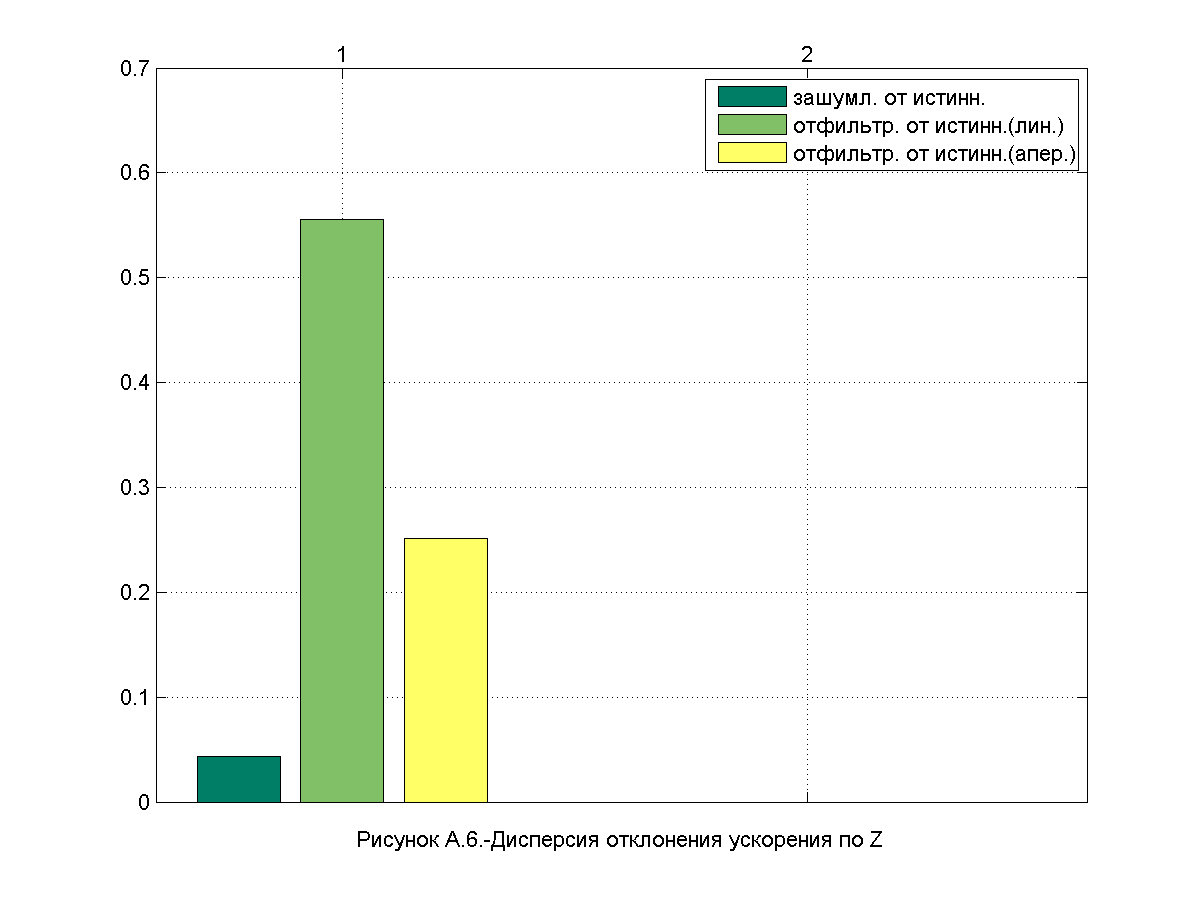 1 2
0.7
0.6
0.5
0.4
0.3
0.2
0.1
0
зашумл. от истинн.
отфильтр. от истинн.(лин.)
отфильтр. от истинн.(апер.)
Рисунок А.6.-Дисперсия отклонения ускорения по Z